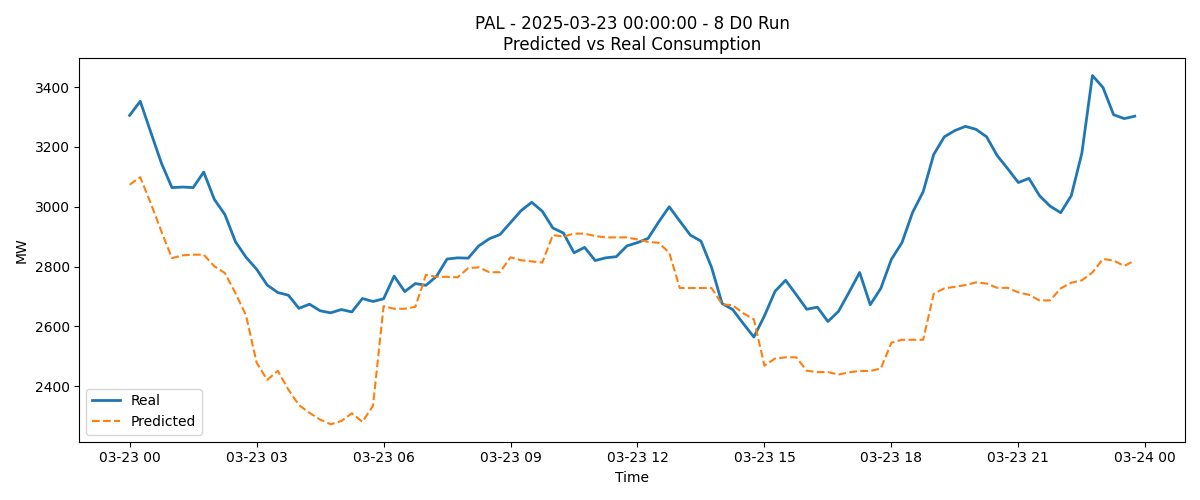 PAL - 2025-03-23 00:00:00 - 8 D0 Run
Predicted vs Real Consumption
MW
3400
3200
3000
2800
2600
2400
Real
Predicted
03-23 00
03-23 03
03-23 06
03-23 09
03-23 12
03-23 15
03-23 18
03-23 21
03-24 00
Time